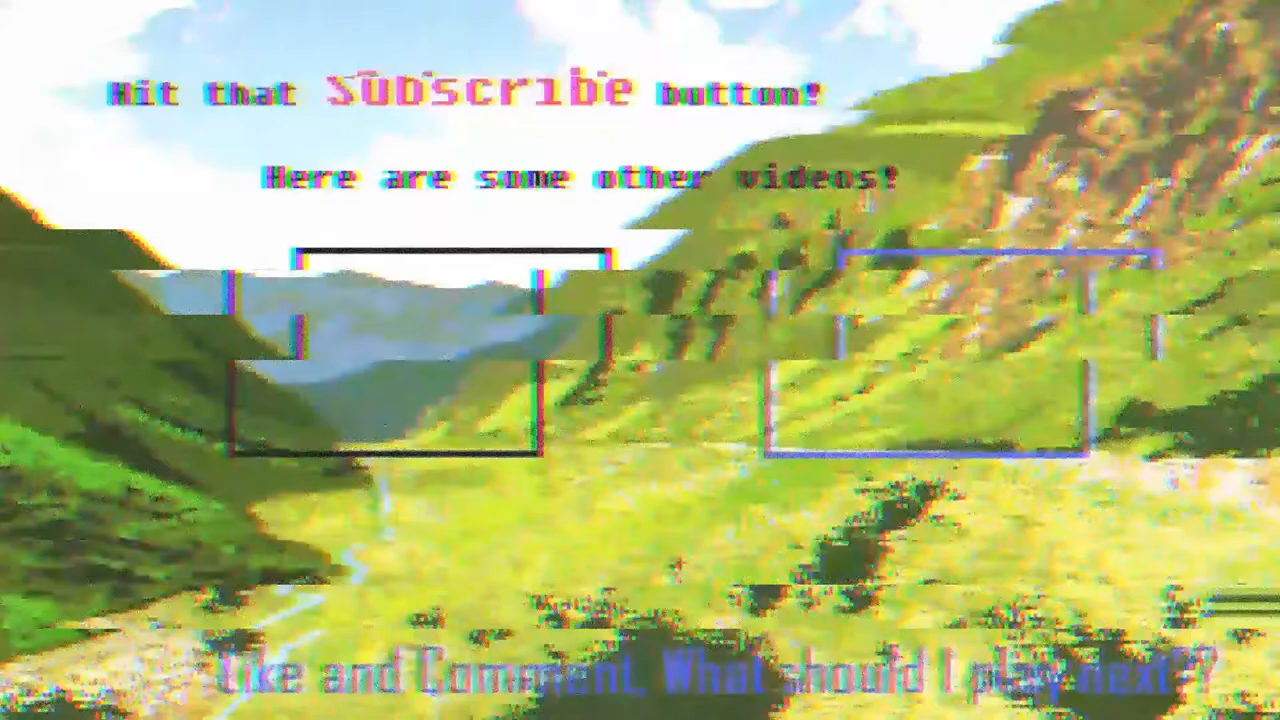 Hit that Subscribe button!
Here are some other videos!
Like and Comment. What should I play next??